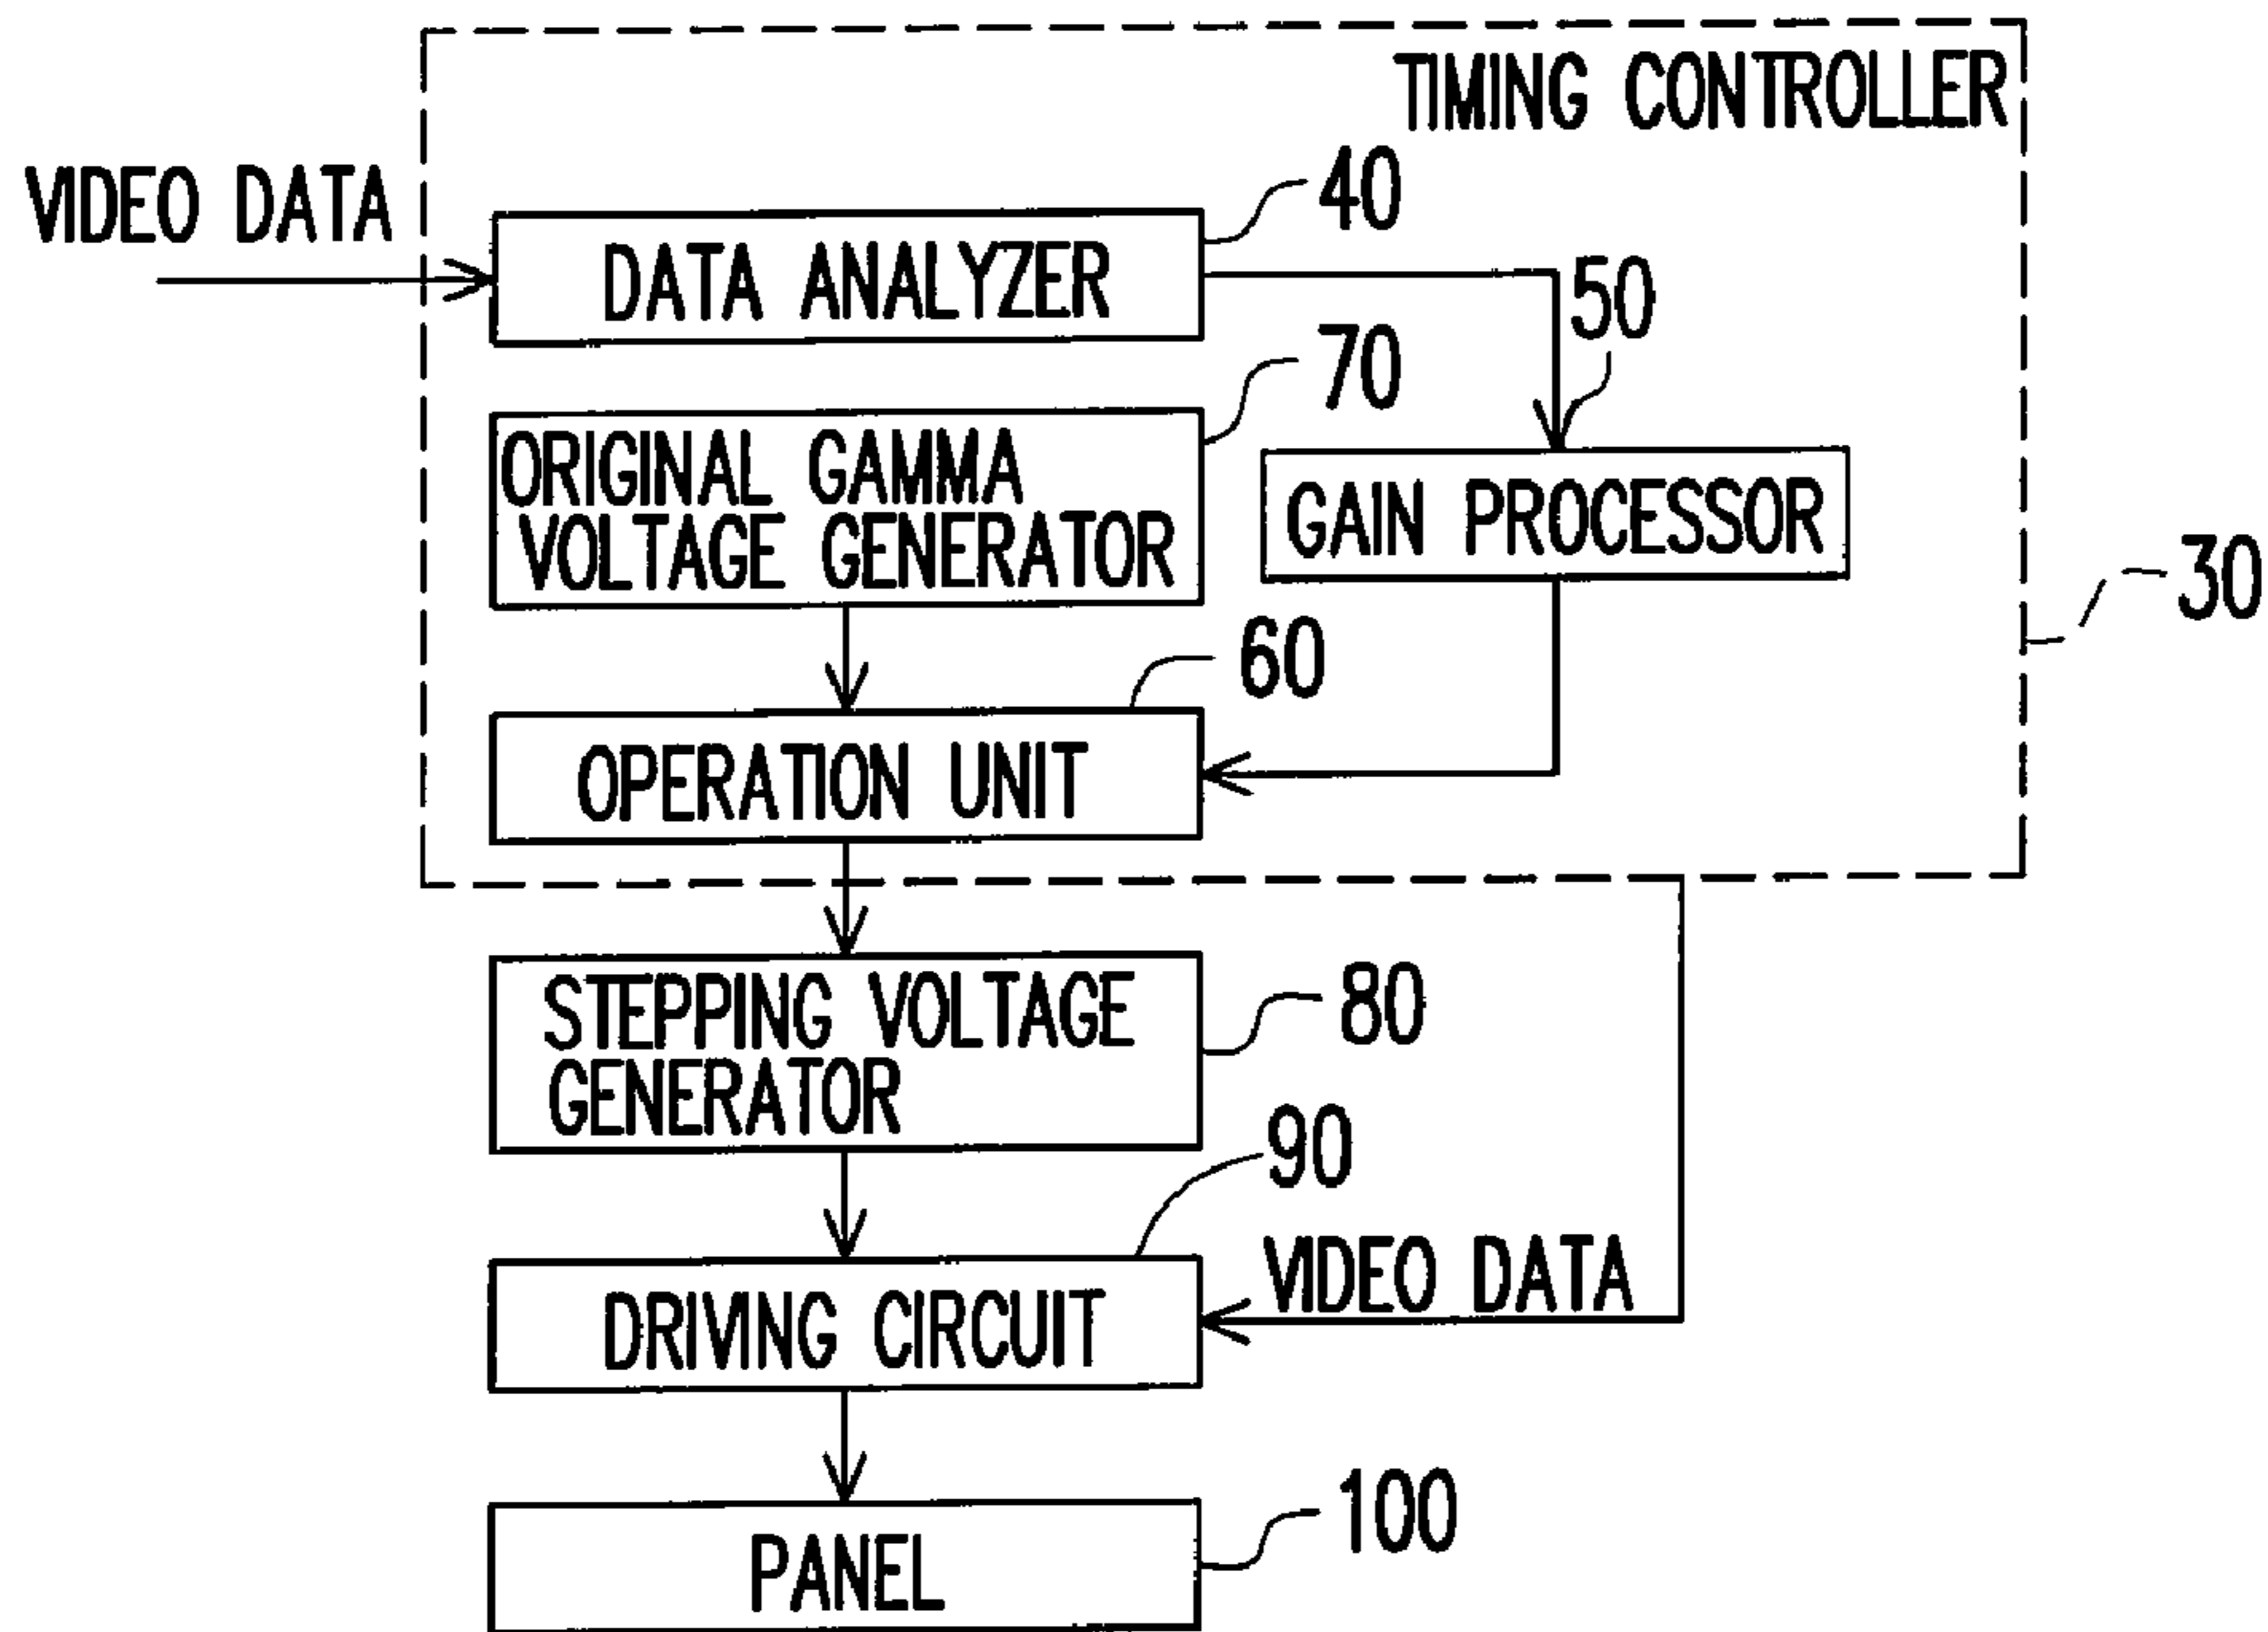 TIMING CONTROLLER
VIDEO DATA
40
DATA ANALYZER
50
70
ORIGINAL GAMMA
VOLTAGE GENERATOR
GAIN PROCESSOR
30
60
OPERATION UNIT
80
STEPPING VOLTAGE
GENERATOR
90
VIDEO DATA
DRIVING CIRCUIT
100
PANEL